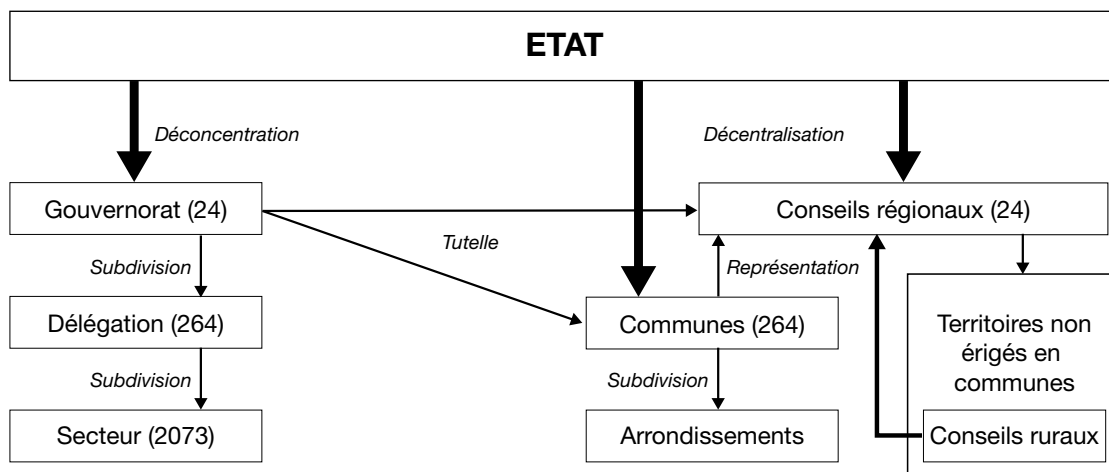 ETAT
Déconcentration
Décentralisation
Gouvernorat (24)
Conseils régionaux (24)
Tutelle
Subdivision
Représentation
Délégation (264)
Communes (264)
Territoires non
érigés en
communes
Subdivision
Subdivision
Secteur (2073)
Arrondissements
Conseils ruraux